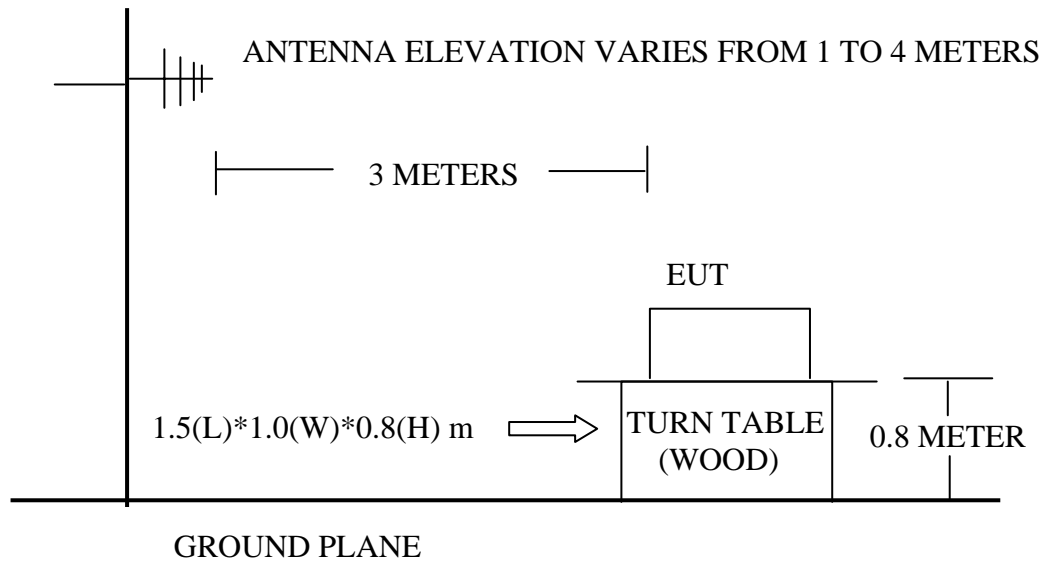 ANTENNA ELEVATION VARIES FROM 1 TO 4 METERS
3 METERS
EUT
1.5(L)*1.0(W)*0.8(H) m
TURN TABLE
(WOOD)
0.8 METER
GROUND PLANE